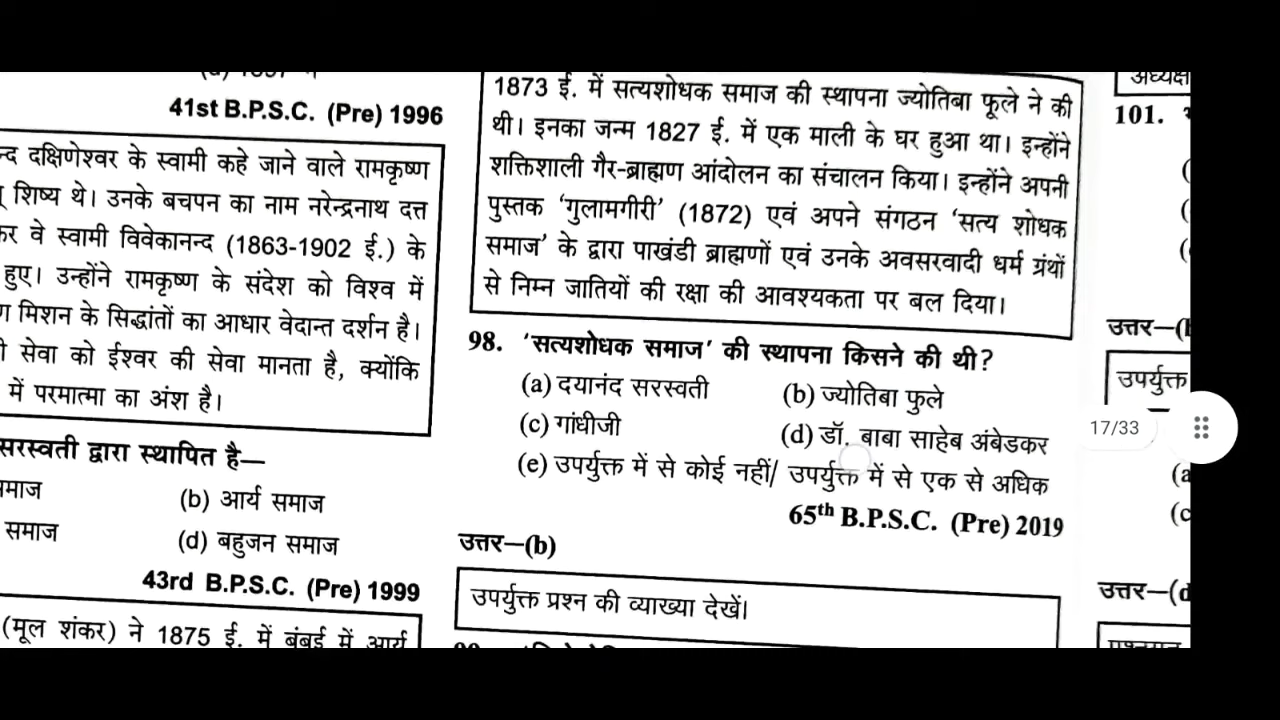 41st B.P.S.C. (Pre) 1996
न्द दक्षिणेश्वर के स्वामी कहे जाने वाले रामकृष्ण
शिष्य थे। उनके बचपन का नाम नरेन्द्रनाथ दत्त
कर वे स्वामी विवेकानन्द (1863-1902 ई.) के
हुए। उन्होंने रामकृष्ण के संदेश को विश्व में
मिशन के सिद्धांतों का आधार वेदान्त दर्शन है।
सेवा को ईश्वर की सेवा मानता है, क्योंकि
में परमात्मा का अंश है।
सरस्वती द्वारा स्थापित है—
समाज (b) आर्य समाज
समाज (d) बहुजन समाज
43rd B.P.S.C. (Pre) 1999
(मूल शंकर) ने 1875 ई. में बंबई में आर्य
1873 ई. में सत्यशोधक समाज की स्थापना ज्योतिबा फूले ने की
थी। इनका जन्म 1827 ई. में एक माली के घर हुआ था। इन्होंने
शक्तिशाली गैर-ब्राह्मण आंदोलन का संचालन किया। इन्होंने अपनी
पुस्तक ‘गुलामगीरी’ (1872) एवं अपने संगठन ‘सत्य शोधक
समाज’ के द्वारा पाखंडी ब्राह्मणों एवं उनके अवसरवादी धर्म ग्रंथों
से निम्न जातियों की रक्षा की आवश्यकता पर बल दिया।
98. ‘सत्यशोधक समाज’ की स्थापना किसने की थी?
(a) दयानंद सरस्वती (b) ज्योतिबा फुले
(c) गांधीजी (d) डॉ. बाबा साहेब अंबेडकर
(e) उपर्युक्त में से कोई नहीं/ उपर्युक्त में से एक से अधिक
65th B.P.S.C. (Pre) 2019
उत्तर—(b)
उपर्युक्त प्रश्न की व्याख्या देखें।
अध्यक्ष
101.
उत्तर—(b
उपर्युक्त
17/33
(a
(c
उत्तर—(d